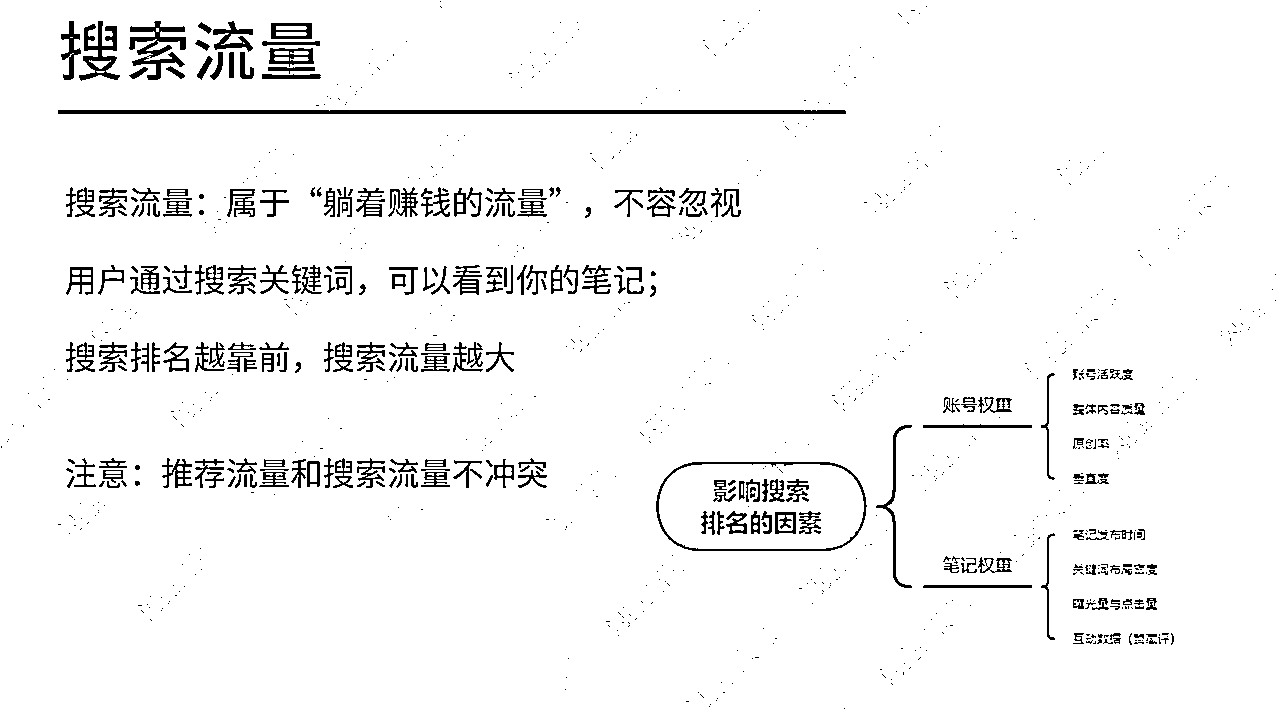 搜索流量
搜索流量：属于“躺着赚钱的流量”，不容忽视
用户通过搜索关键词，可以看到你的笔记；
搜索排名越靠前，搜索流量越大
注意：推荐流量和搜索流量不冲突
影响搜索
排名的因素
账号权重
账号活跃度
整体内容质量
原创率
垂直度
笔记权重
笔记发布时间
关键词布局密度
曝光量与点击量
互动数据（赞藏评）